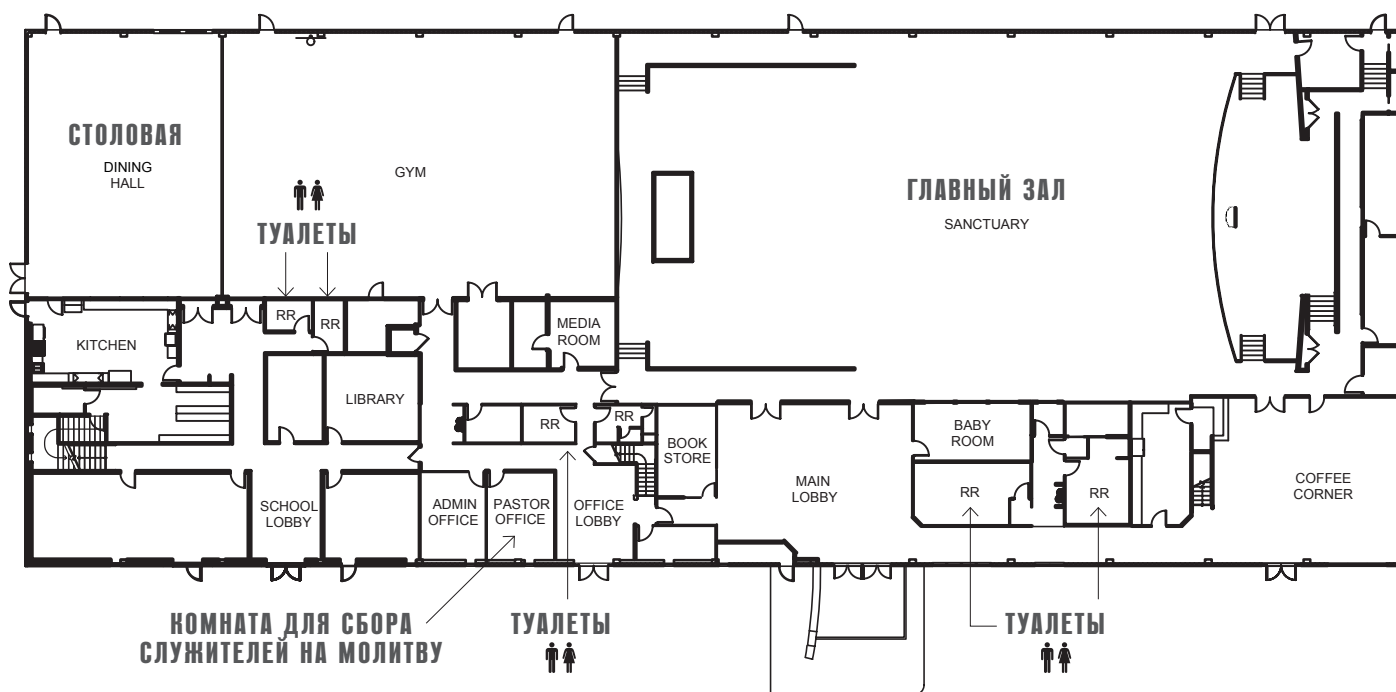 СТОЛОВАЯ
DINING
HALL
GYM
ТУАЛЕТЫ
ГЛАВНЫЙ ЗАЛ
SANCTUARY
KITCHEN
RR
RR
MEDIA
ROOM
LIBRARY
RR
RR
BOOK
STORE
BABY
ROOM
MAIN
LOBBY
RR
RR
COFFEE
CORNER
SCHOOL
LOBBY
ADMIN
OFFICE
PASTOR
OFFICE
OFFICE
LOBBY
КОМНАТА ДЛЯ СБОРА
СЛУЖИТЕЛЕЙ НА МОЛИТВУ
ТУАЛЕТЫ
ТУАЛЕТЫ